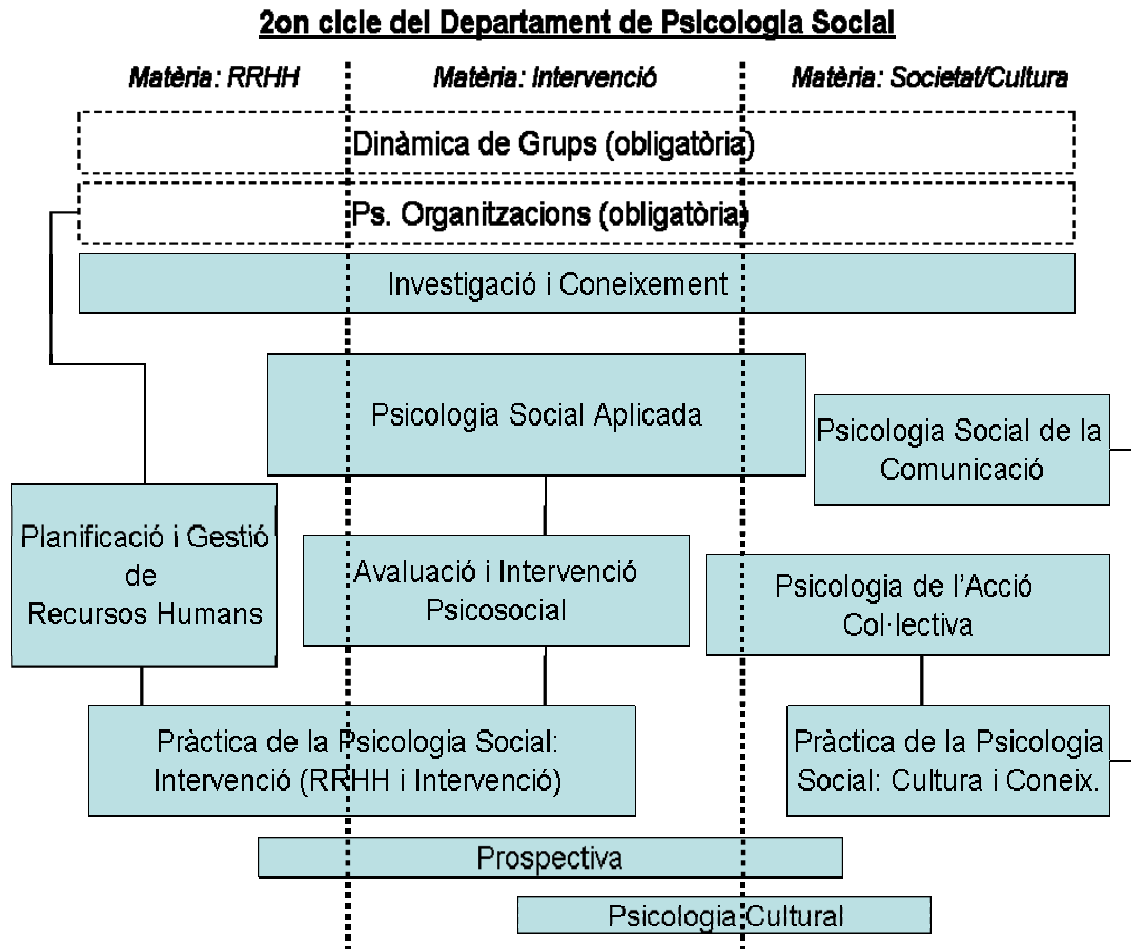 2on cicle del Departament de Psicologia Social
Matèria: RRHH
Matèria: Intervenció
Matèria: Societat/Cultura
Dinàmica de Grups (obligatòria)
Ps. Organitzacions (obligatòria)
Investigació i Coneixement
Psicologia Social Aplicada
Psicologia Social de la
Comunicació
Planificació i Gestió
de
Recursos Humans
Avaluació i Intervenció
Psicosocial
Psicologia de l'Acció
Col·lectiva
Pràctica de la Psicologia Social:
Intervenció (RRHH i Intervenció)
Pràctica de la Psicologia
Social: Cultura i Coneix.
Prospectiva
Psicologia Cultural